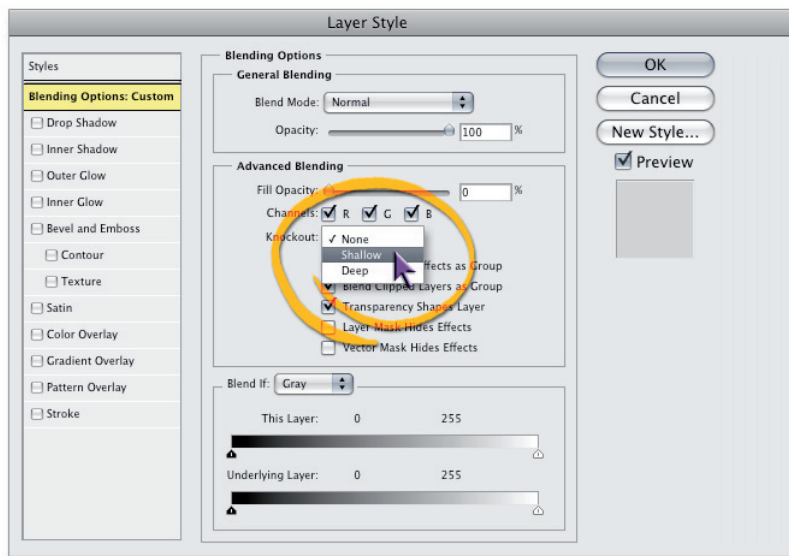 Layer Style
Styles
Blending Options: Custom
Drop Shadow
Inner Shadow
Outer Glow
Inner Glow
Bevel and Emboss
Contour
Texture
Satin
Color Overlay
Gradient Overlay
Pattern Overlay
Stroke
Blending Options
General Blending
Blend Mode: Normal
Opacity: 100 %
Advanced Blending
Fill Opacity: 0 %
Channels: R G B
Knockout:
✓ None
Shallow
Deep
ffects as Group
Blend Clipped Layers as Group
Transparency Shapes Layer
Layer Mask Hides Effects
Vector Mask Hides Effects
Blend If: Gray
This Layer: 0 255
Underlying Layer: 0 255
OK
Cancel
New Style...
Preview